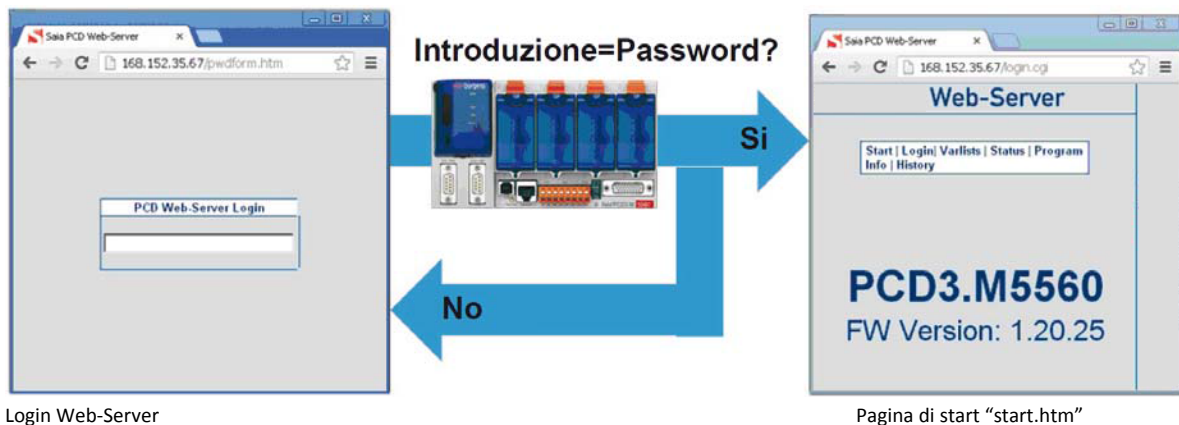 Saia PCD Web-Server
168.152.35.67/pwdform.htm
PCD Web-Server Login
Introduzione=Password?
Si
No
Saia PCD Web-Server
168.152.35.67/login.cgi
Web-Server
Start | Login| Varlists | Status | Program
Info | History
PCD3.M5560
FW Version: 1.20.25
Login Web-Server
Pagina di start “start.htm”